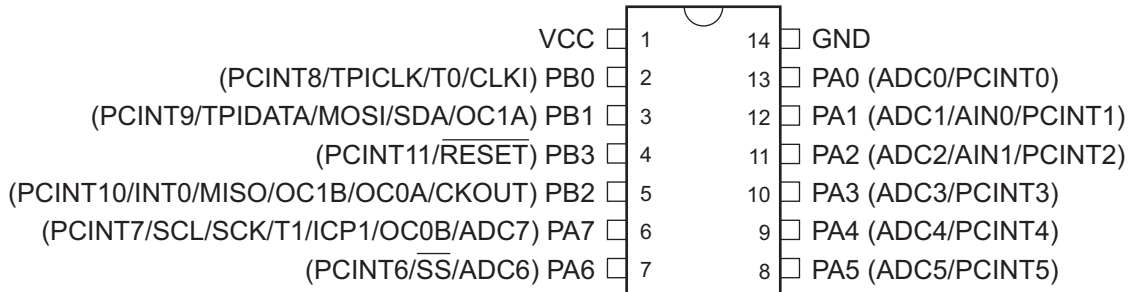 VCC 1 14 GND
(PCINT8/TPICLK/T0/CLKI) PB0 2 13 PA0 (ADC0/PCINT0)
(PCINT9/TPIDATA/MOSI/SDA/OC1A) PB1 3 12 PA1 (ADC1/AIN0/PCINT1)
(PCINT11/RESET) PB3 4 11 PA2 (ADC2/AIN1/PCINT2)
(PCINT10/INT0/MISO/OC1B/OC0A/CKOUT) PB2 5 10 PA3 (ADC3/PCINT3)
(PCINT7/SCL/SCK/T1/ICP1/OC0B/ADC7) PA7 6 9 PA4 (ADC4/PCINT4)
(PCINT6/SS/ADC6) PA6 7 8 PA5 (ADC5/PCINT5)